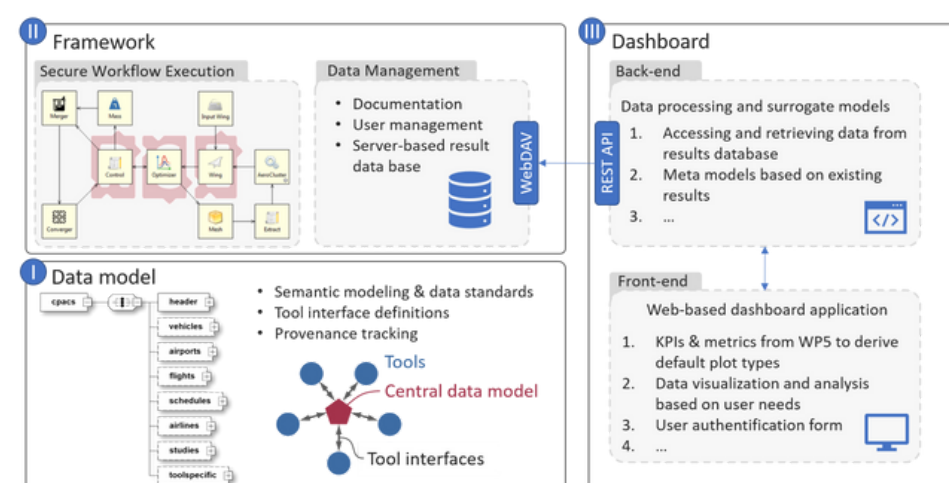 II
Framework
Secure Workflow Execution
Merger
Mass
Input Wing
Control
Optimizer
Wing
AeroCluster
Converger
Mesh
Extract
Data Management
• Documentation
• User management
• Server-based result
data base
WebDAV
III
Dashboard
Back-end
REST API
Data processing and surrogate models
1. Accessing and retrieving data from
results database
2. Meta models based on existing
results
3. ...
</>
Front-end
Web-based dashboard application
1. KPIs & metrics from WP5 to derive
default plot types
2. Data visualization and analysis
based on user needs
3. User authentification form
4. ...
I
Data model
cpacs
header
vehicles
airports
flights
schedules
airlines
studies
toolspecific
• Semantic modeling & data standards
• Tool interface definitions
• Provenance tracking
Tools
Central data model
Tool interfaces